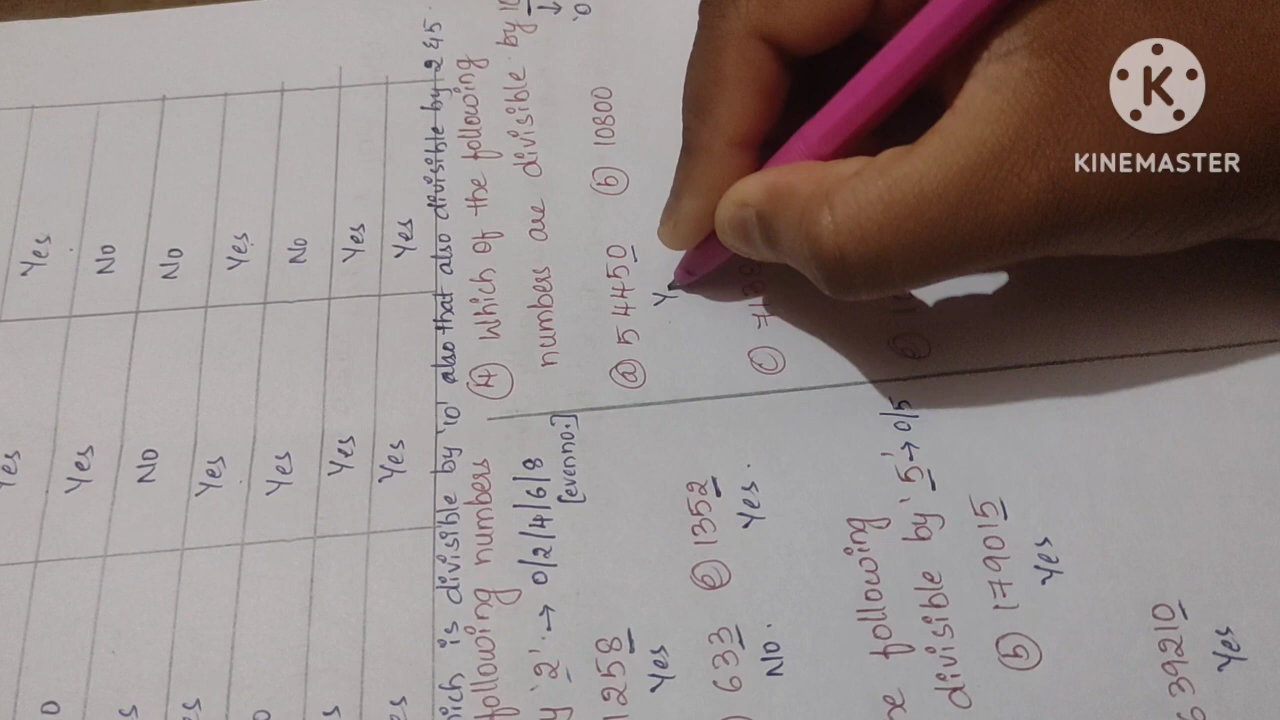 Yes No No Yes No Yes Yes
Yes Yes No Yes Yes Yes Yes
which is divisible by '10' also that also divisible by 2 & 5.
following numbers
'2' → 0/2/4/6/8
[even no.]
1258
Yes
633 ⓔ 1352
No. Yes.
④ Which of the following
numbers are divisible by
↓
'0
ⓐ 54450 ⓑ 10800
Y
ⓒ
ⓔ
following
divisible by '5' → 0/5
ⓑ 179015
Yes
39210
Yes
KINEMASTER